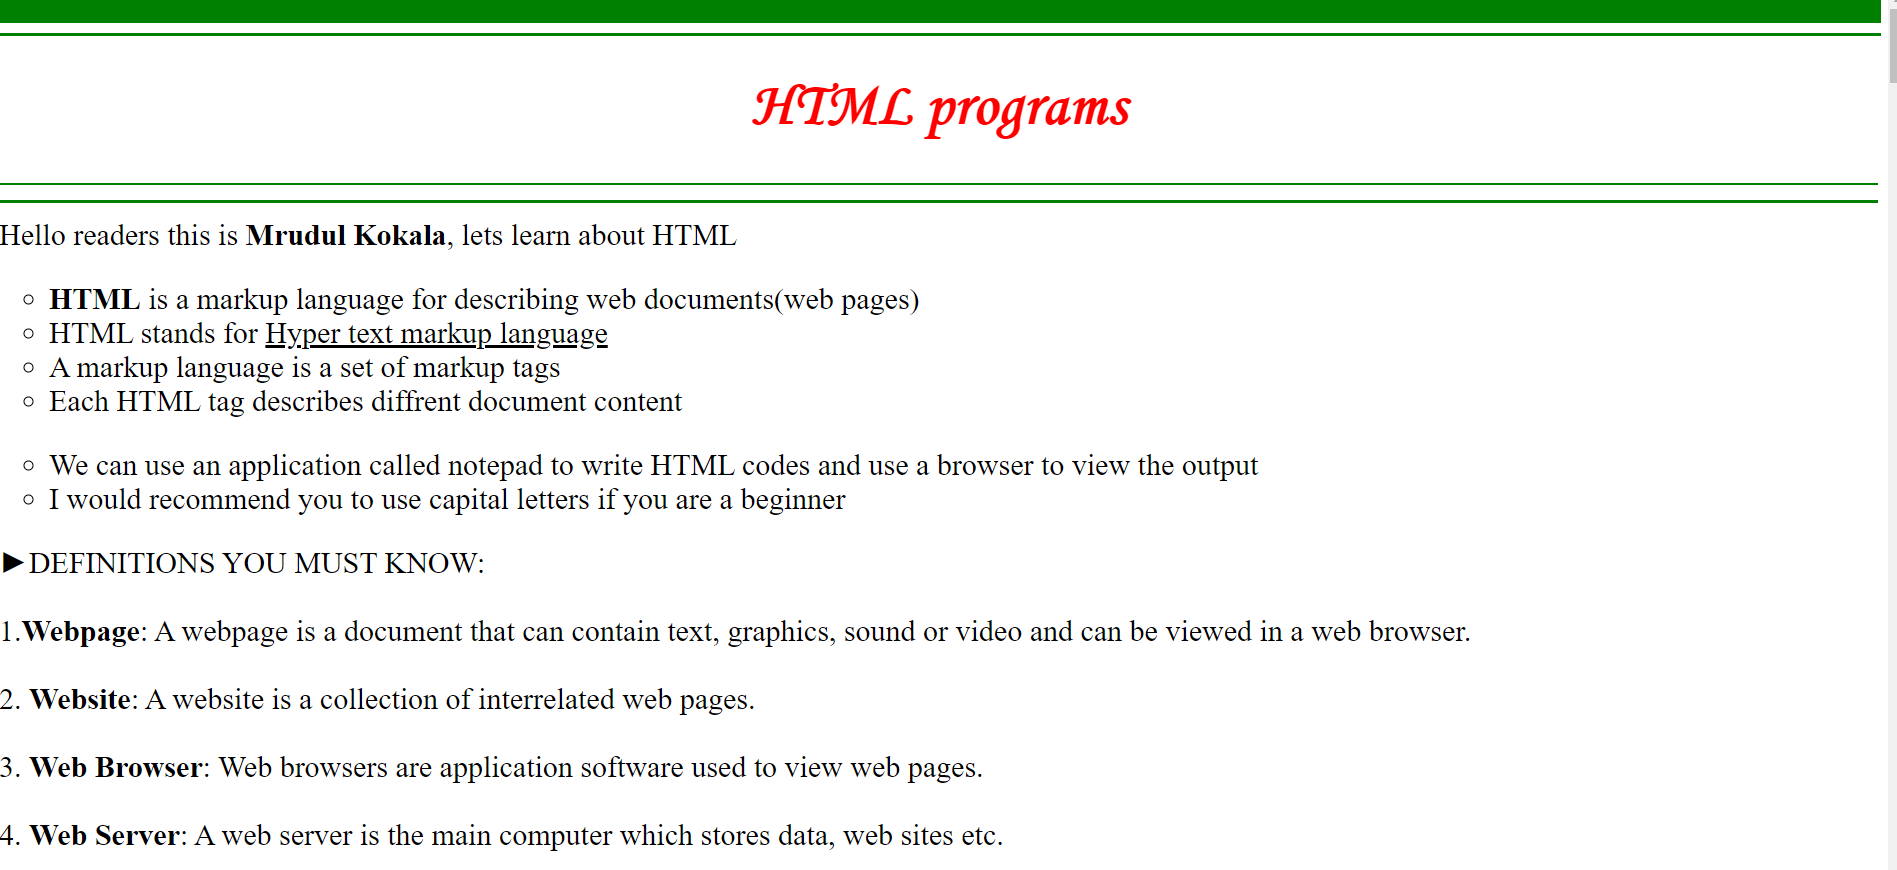 HTML programs
Hello readers this is Mrudul Kokala, lets learn about HTML
HTML is a markup language for describing web documents(web pages)
HTML stands for Hyper text markup language
A markup language is a set of markup tags
Each HTML tag describes diffrent document content
We can use an application called notepad to write HTML codes and use a browser to view the output
I would recommend you to use capital letters if you are a beginner
►DEFINITIONS YOU MUST KNOW:
1.Webpage: A webpage is a document that can contain text, graphics, sound or video and can be viewed in a web browser.
2. Website: A website is a collection of interrelated web pages.
3. Web Browser: Web browsers are application software used to view web pages.
4. Web Server: A web server is the main computer which stores data, web sites etc.